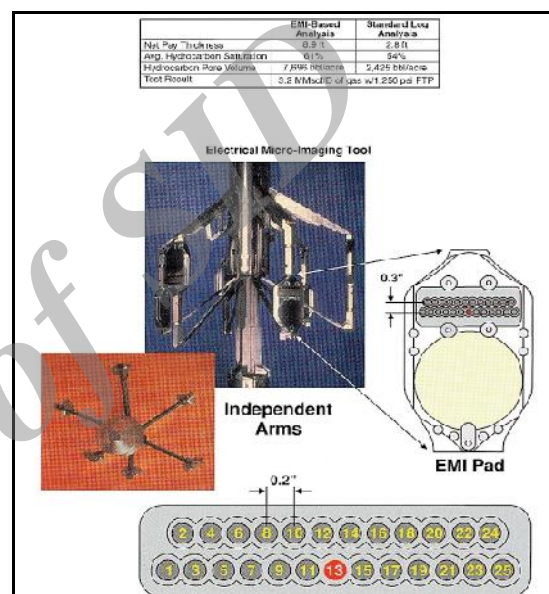 EMI-Based Analysis Standard Log Analysis
Net Pay Thickness 8.9 ft 2.8 ft
Avg. Hydrocarbon Saturation 61% 54%
Hydrocarbon Pore Volume 7,696 bbl/acre 2,425 bbl/acre
Test Result 3.2 MMscf/D of gas w/1,250 psi FTP
Electrical Micro-Imaging Tool
0.3"
Independent
Arms
EMI Pad
0.2"
2 4 6 8 10 12 14 16 18 20 22 24
1 3 5 7 9 11 13 15 17 19 21 23 25
of SID